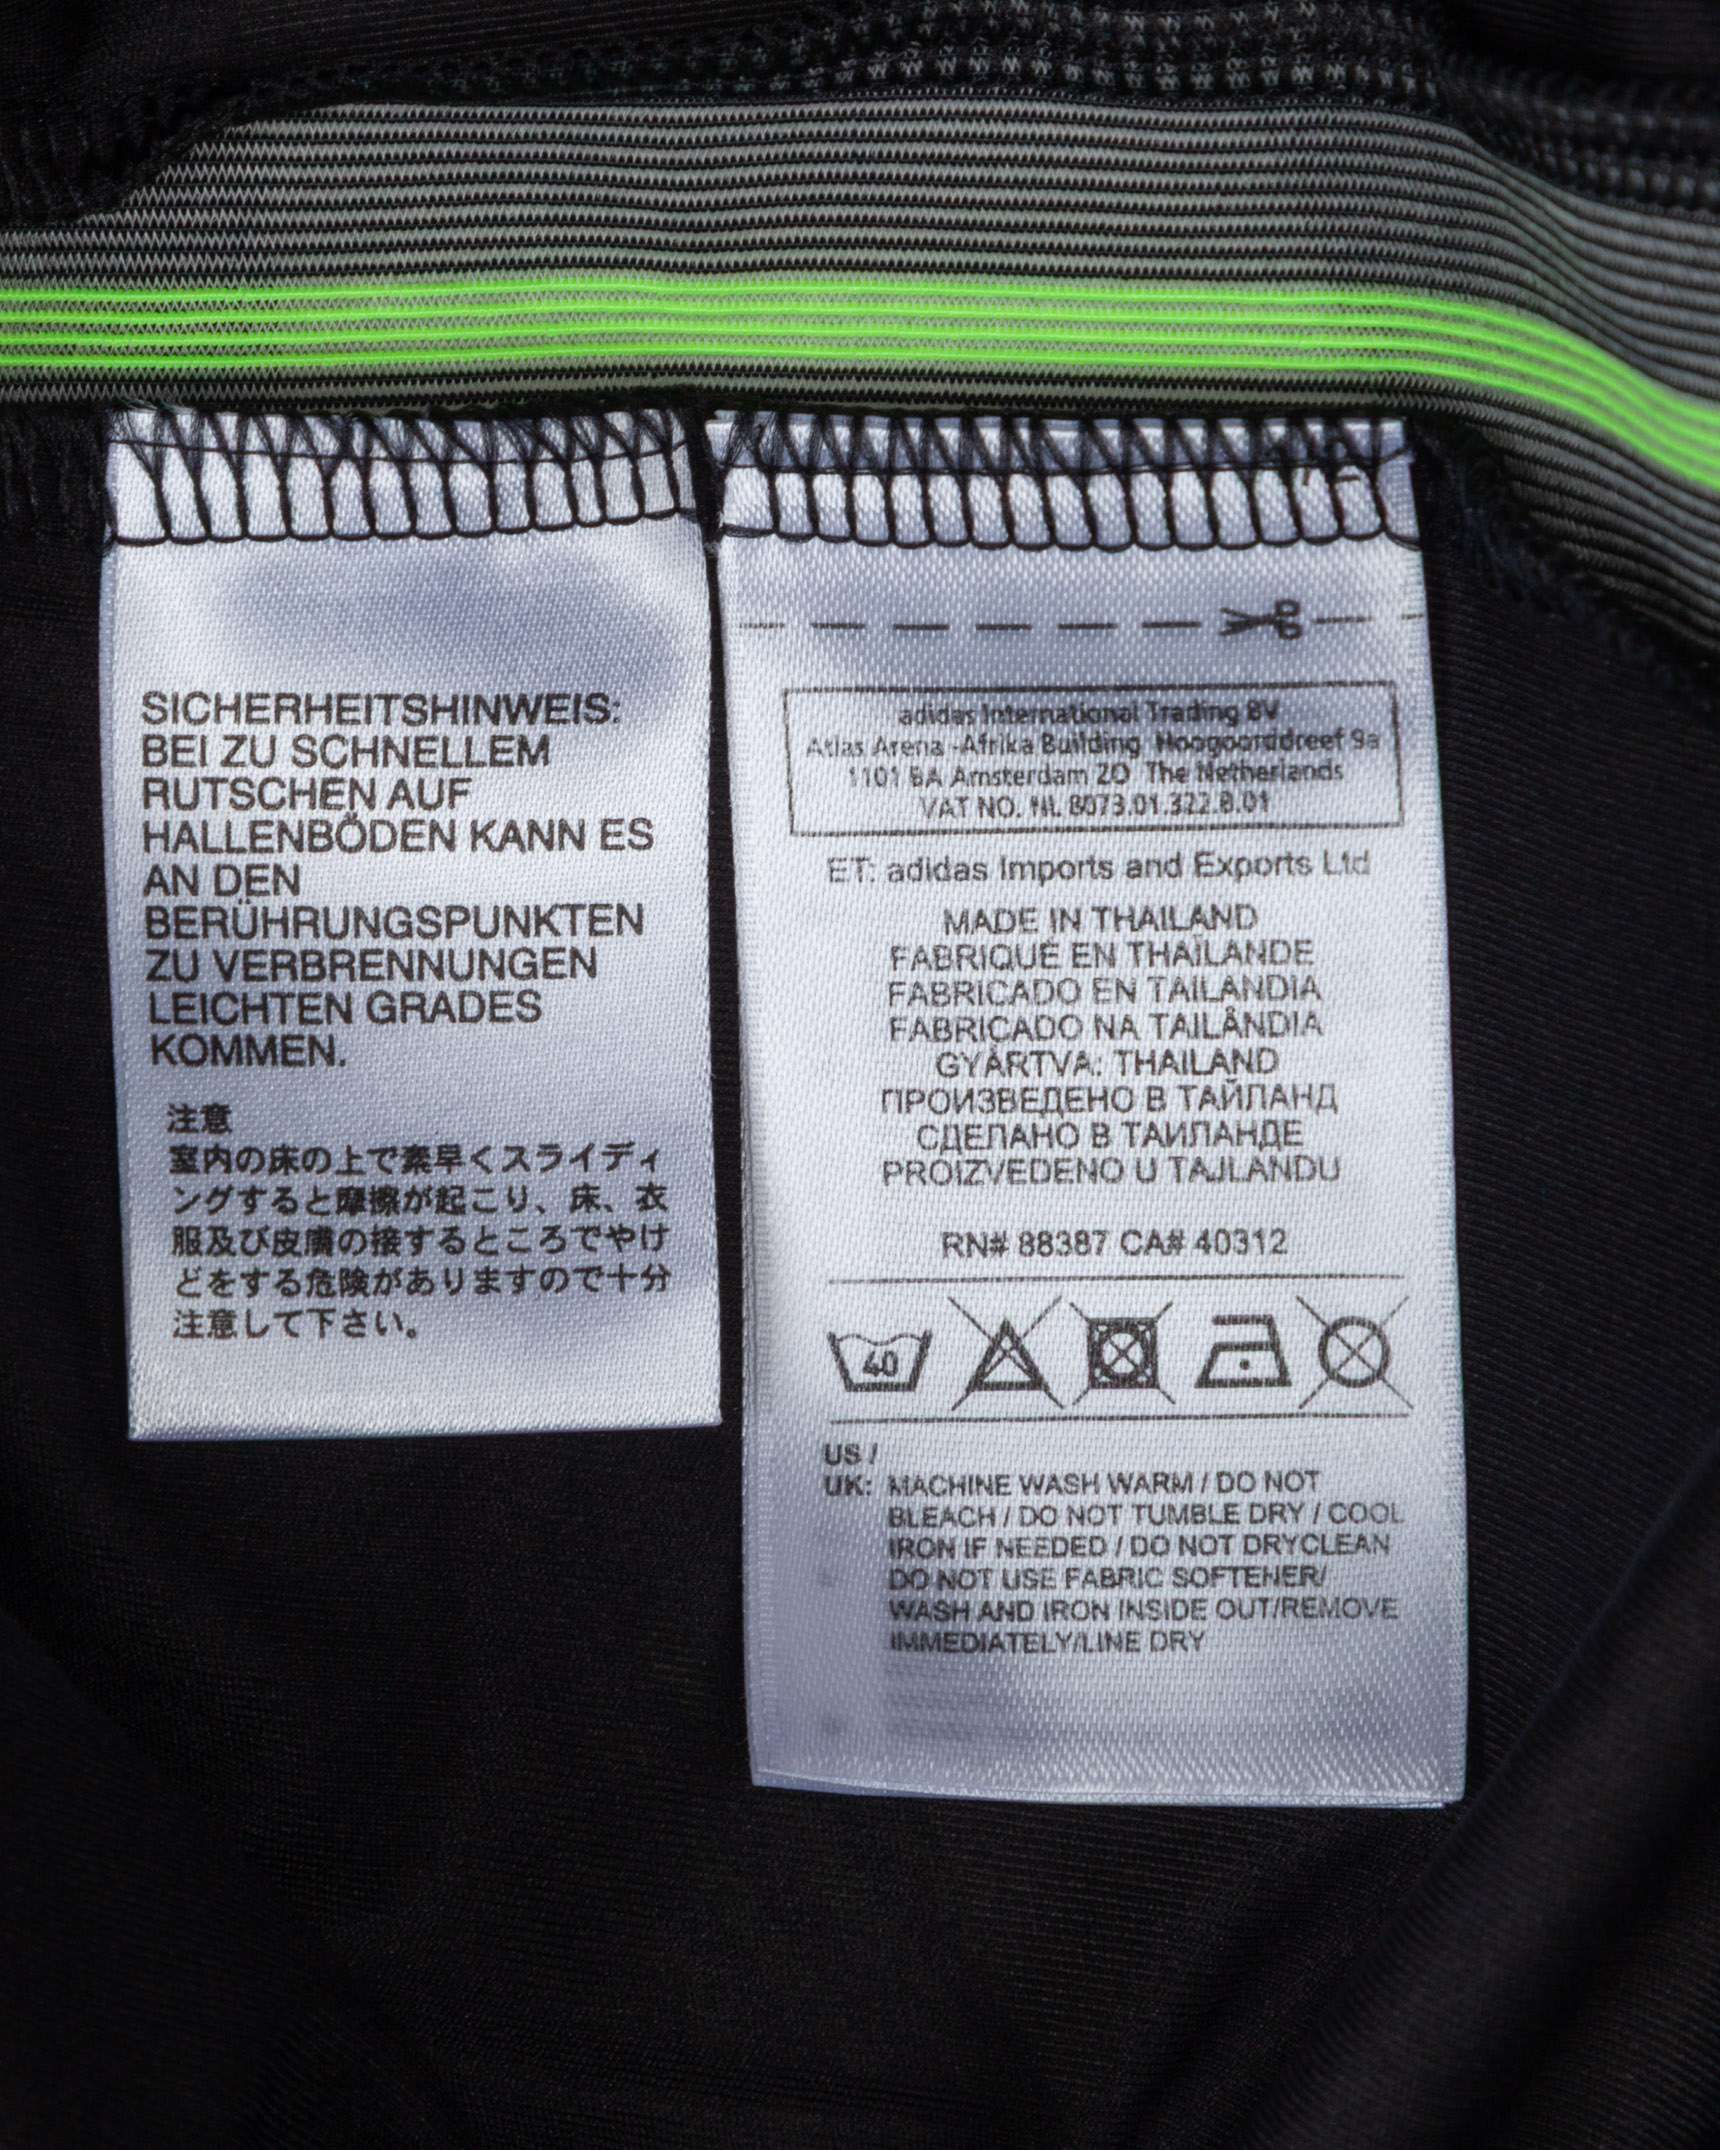 SICHERHEITSHINWEIS:
BEI ZU SCHNELLEM
RUTSCHEN AUF
HALLENBÖDEN KANN ES
AN DEN
BERÜHRUNGSPUNKTEN
ZU VERBRENNUNGEN
LEICHTEN GRADES
KOMMEN.
注意
室内の床の上で素早くスライディ
ングすると摩擦が起こり、床、衣
服及び皮膚の接するところでやけ
どをする危険がありますので十分
注意して下さい。
adidas International Trading BV
Atlas Arena -Afrika Building Hoogoorddreef 9a
1101 BA Amsterdam ZO The Netherlands
VAT NO. NL 8073.01.322.B.01
ET: adidas Imports and Exports Ltd
MADE IN THAILAND
FABRIQUÉ EN THAÏLANDE
FABRICADO EN TAILANDIA
FABRICADO NA TAILÂNDIA
GYÁRTVA: THAILAND
ПРОИЗВЕДЕНО В ТАЙЛАНД
СДЕЛАНО В ТАИЛАНДЕ
PROIZVEDENO U TAJLANDU
RN# 88387 CA# 40312
40
US /
UK: MACHINE WASH WARM / DO NOT
BLEACH / DO NOT TUMBLE DRY / COOL
IRON IF NEEDED / DO NOT DRYCLEAN
DO NOT USE FABRIC SOFTENER/
WASH AND IRON INSIDE OUT/REMOVE
IMMEDIATELY/LINE DRY